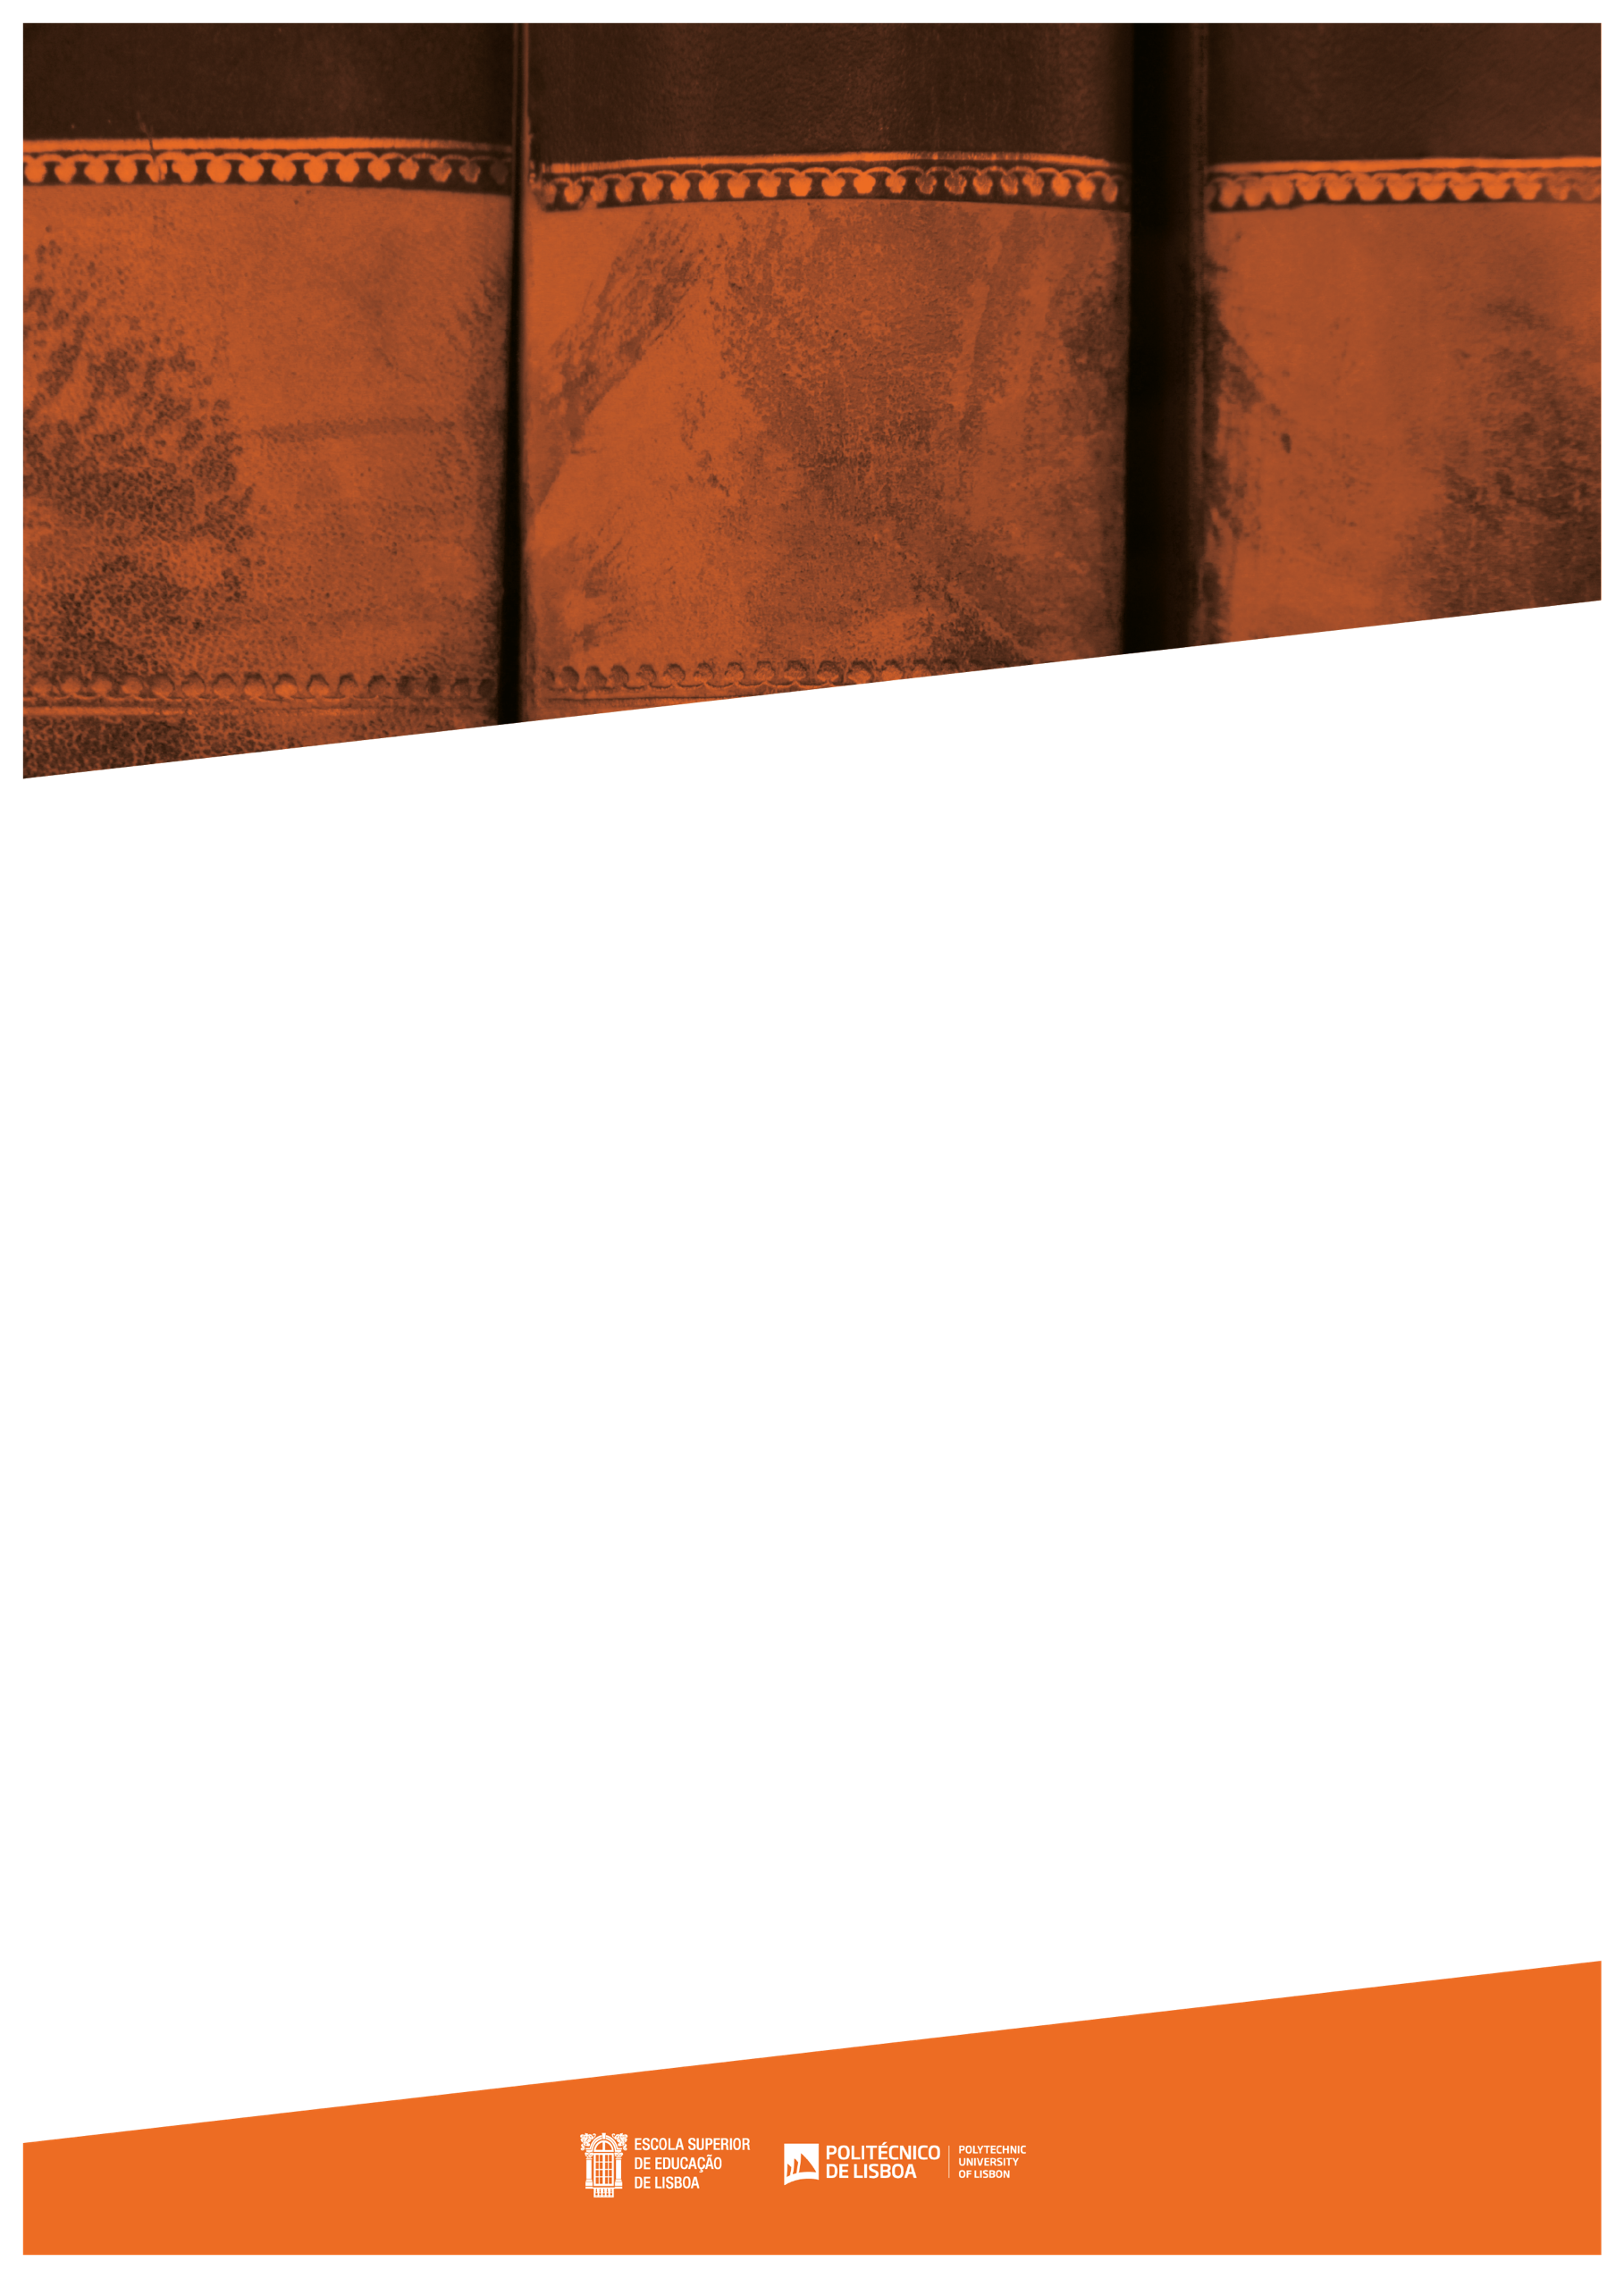 ESCOLA SUPERIOR
DE EDUCAÇÃO
DE LISBOA
POLITÉCNICO
DE LISBOA
POLYTECHNIC
UNIVERSITY
OF LISBON